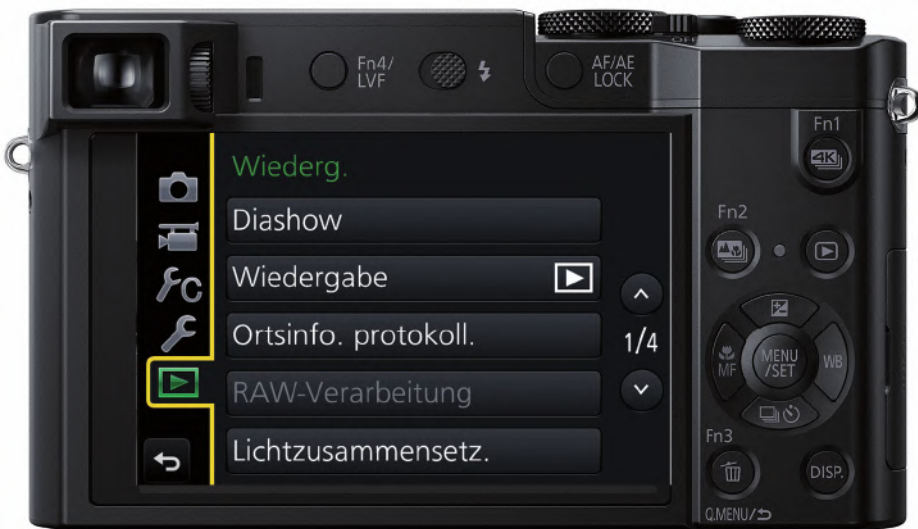 OFF
Fn4/
LVF
AF/AE
LOCK
Fn1
4K
Wiederg.
Diashow
Wiedergabe
Ortsinfo. protokoll.
RAW-Verarbeitung
Lichtzusammensetz.
C
1/4
Fn2
MF
MENU
/SET
WB
Fn3
DISP.
Q.MENU/